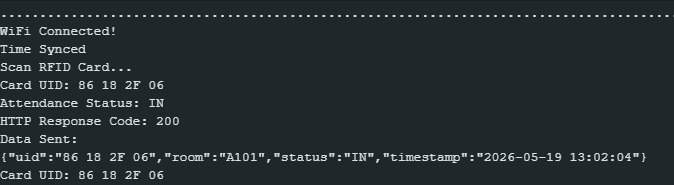 ......................................................................................
WiFi Connected!
Time Synced
Scan RFID Card...
Card UID: 86 18 2F 06
Attendance Status: IN
HTTP Response Code: 200
Data Sent:
{"uid":"86 18 2F 06","room":"A101","status":"IN","timestamp":"2026-05-19 13:02:04"}
Card UID: 86 18 2F 06